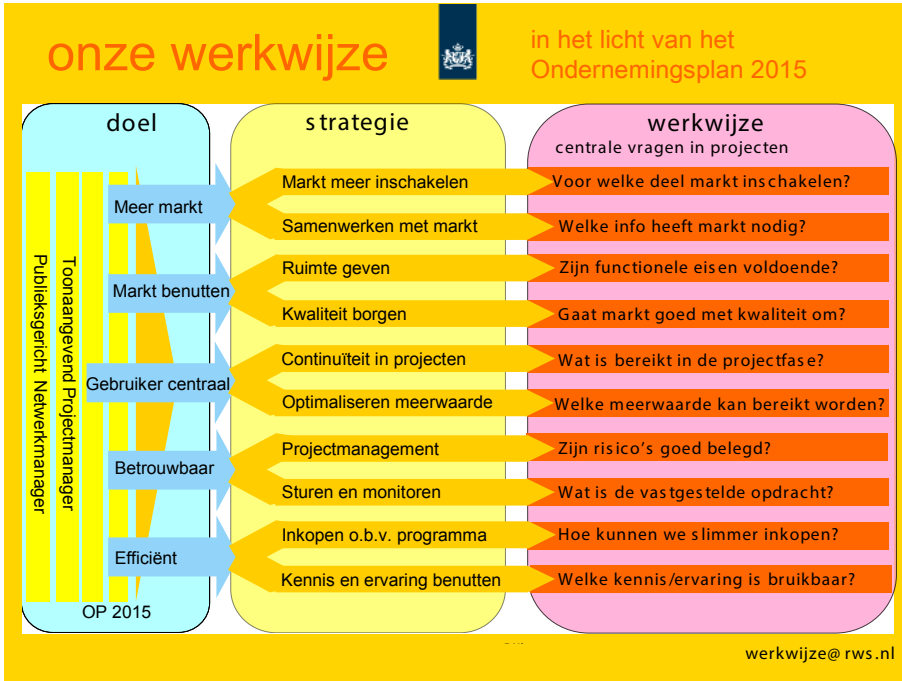 onze werkwijze
in het licht van het
Ondernemingsplan 2015
doel
strategie
werkwijze
centrale vragen in projecten
Publieksgericht Netwerkmanager
Toonaangevend Projectmanager
Meer markt
Markt meer inschakelen
Voor welke deel markt inschakelen?
Samenwerken met markt
Welke info heeft markt nodig?
Markt benutten
Ruimte geven
Zijn functionele eisen voldoende?
Kwaliteit borgen
Gaat markt goed met kwaliteit om?
Gebruiker centraal
Continuïteit in projecten
Wat is bereikt in de projectfase?
Optimaliseren meerwaarde
Welke meerwaarde kan bereikt worden?
Betrouwbaar
Projectmanagement
Zijn risico's goed belegd?
Sturen en monitoren
Wat is de vastgestelde opdracht?
Efficiënt
Inkopen o.b.v. programma
Hoe kunnen we slimmer inkopen?
Kennis en ervaring benutten
Welke kennis/ervaring is bruikbaar?
OP 2015
werkwijze@rws.nl